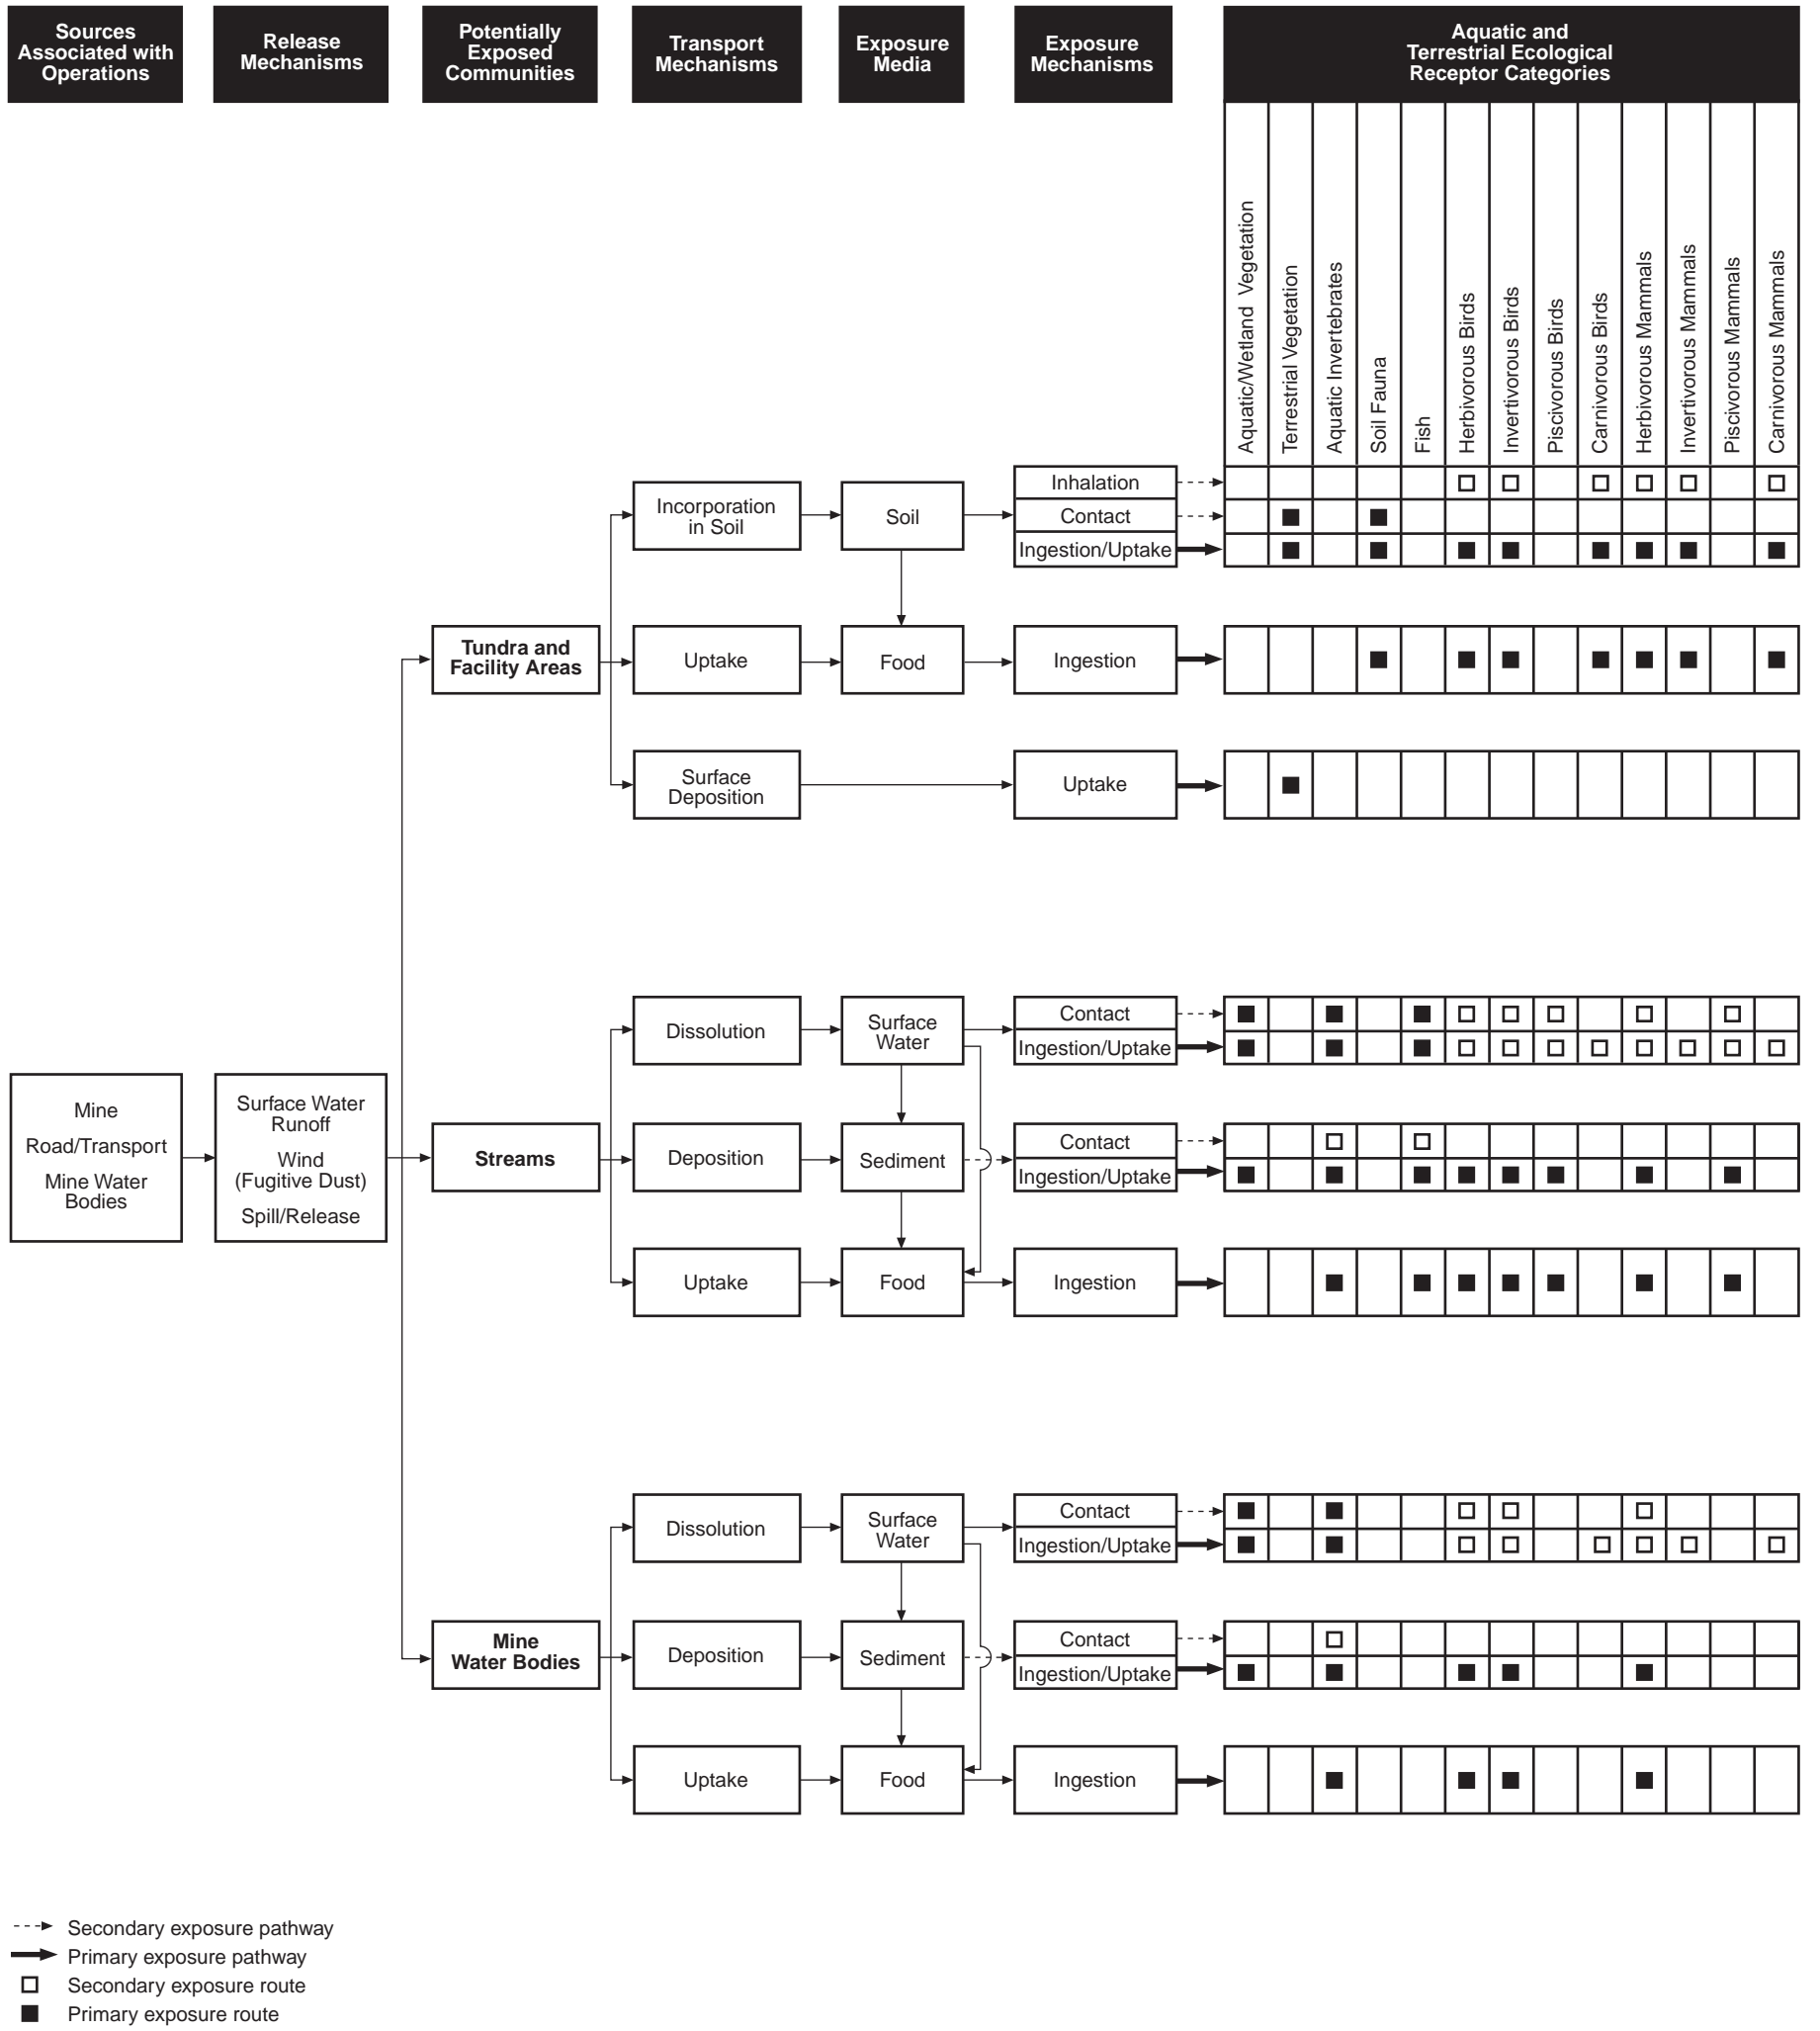 Sources
Associated with
Operations
Release
Mechanisms
Potentially
Exposed
Communities
Transport
Mechanisms
Exposure
Media
Exposure
Mechanisms
Aquatic and
Terrestrial Ecological
Receptor Categories
Aquatic/Wetland Vegetation
Terrestrial Vegetation
Aquatic Invertebrates
Soil Fauna
Fish
Herbivorous Birds
Invertivorous Birds
Piscivorous Birds
Carnivorous Birds
Herbivorous Mammals
Invertivorous Mammals
Piscivorous Mammals
Carnivorous Mammals
Mine
Road/Transport
Mine Water
Bodies
Surface Water
Runoff
Wind
(Fugitive Dust)
Spill/Release
Tundra and
Facility Areas
Incorporation
in Soil
Soil
Inhalation
Contact
Ingestion/Uptake
Uptake
Food
Ingestion
Surface
Deposition
Uptake
Streams
Dissolution
Surface
Water
Contact
Ingestion/Uptake
Deposition
Sediment
Contact
Ingestion/Uptake
Uptake
Food
Ingestion
Mine
Water Bodies
Dissolution
Surface
Water
Contact
Ingestion/Uptake
Deposition
Sediment
Contact
Ingestion/Uptake
Uptake
Food
Ingestion
Secondary exposure pathway
Primary exposure pathway
Secondary exposure route
Primary exposure route